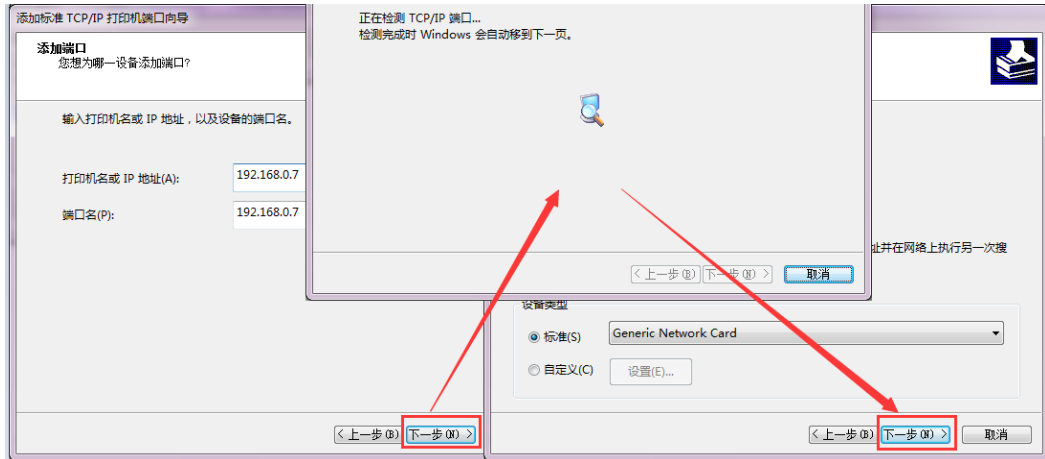 添加标准 TCP/IP 打印机端口向导
添加端口
您想为哪一设备添加端口?
输入打印机名或 IP 地址，以及设备的端口名。
打印机名或 IP 地址(A):
192.168.0.7
端口名(P):
192.168.0.7
< 上一步(B) 下一步(N) >
正在检测 TCP/IP 端口...
检测完成时 Windows 会自动移到下一页。
< 上一步(B) 下一步(N) > 取消
址并在网络上执行另一次搜
设备类型
标准(S)
Generic Network Card
自定义(C)
设置(E)...
< 上一步(B) 下一步(N) > 取消